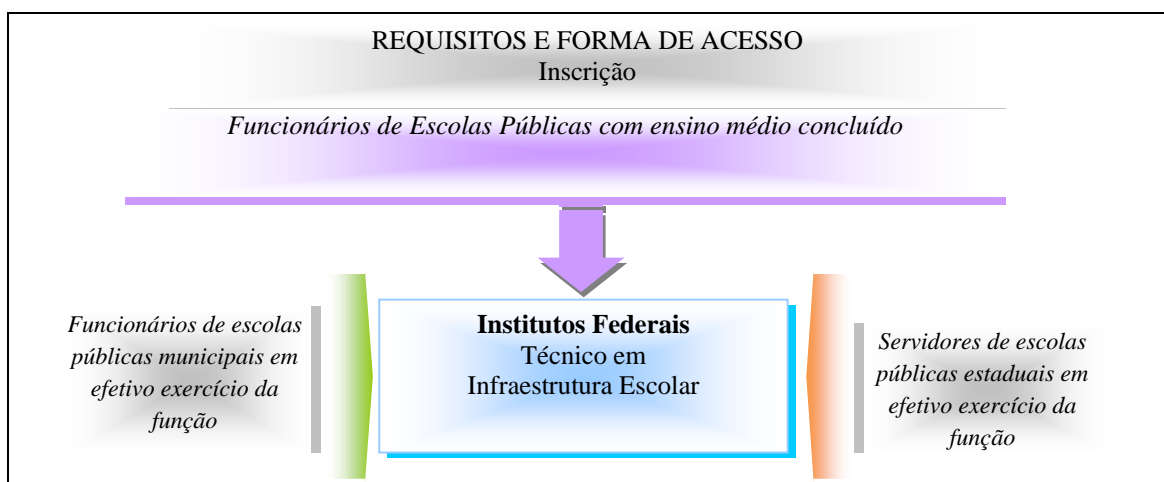 REQUISITOS E FORMA DE ACESSO
Inscrição
Funcionários de Escolas Públicas com ensino médio concluído
Funcionários de escolas
públicas municipais em
efetivo exercício da
função
Institutos Federais
Técnico em
Infraestrutura Escolar
Servidores de escolas
públicas estaduais em
efetivo exercício da
função